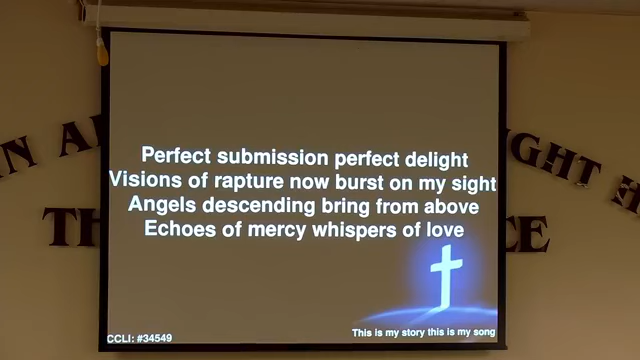 Perfect submission perfect delight
Visions of rapture now burst on my sight
Angels descending bring from above
Echoes of mercy whispers of love
CCLI: #34549
This is my story this is my song